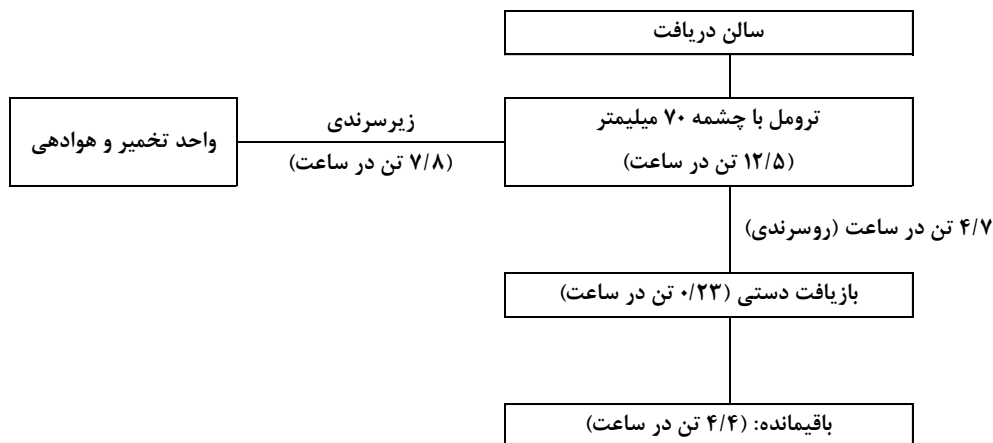 سالن دریافت
ترومل با چشمه ۷۰ میلیمتر
(۱۲/۵ تن در ساعت)
زیرسرندی
(۷/۸ تن در ساعت)
واحد تخمیر و هوادهی
۴/۷ تن در ساعت (روسرندی)
بازیافت دستی (۰/۲۳ تن در ساعت)
باقیمانده: (۴/۴ تن در ساعت)